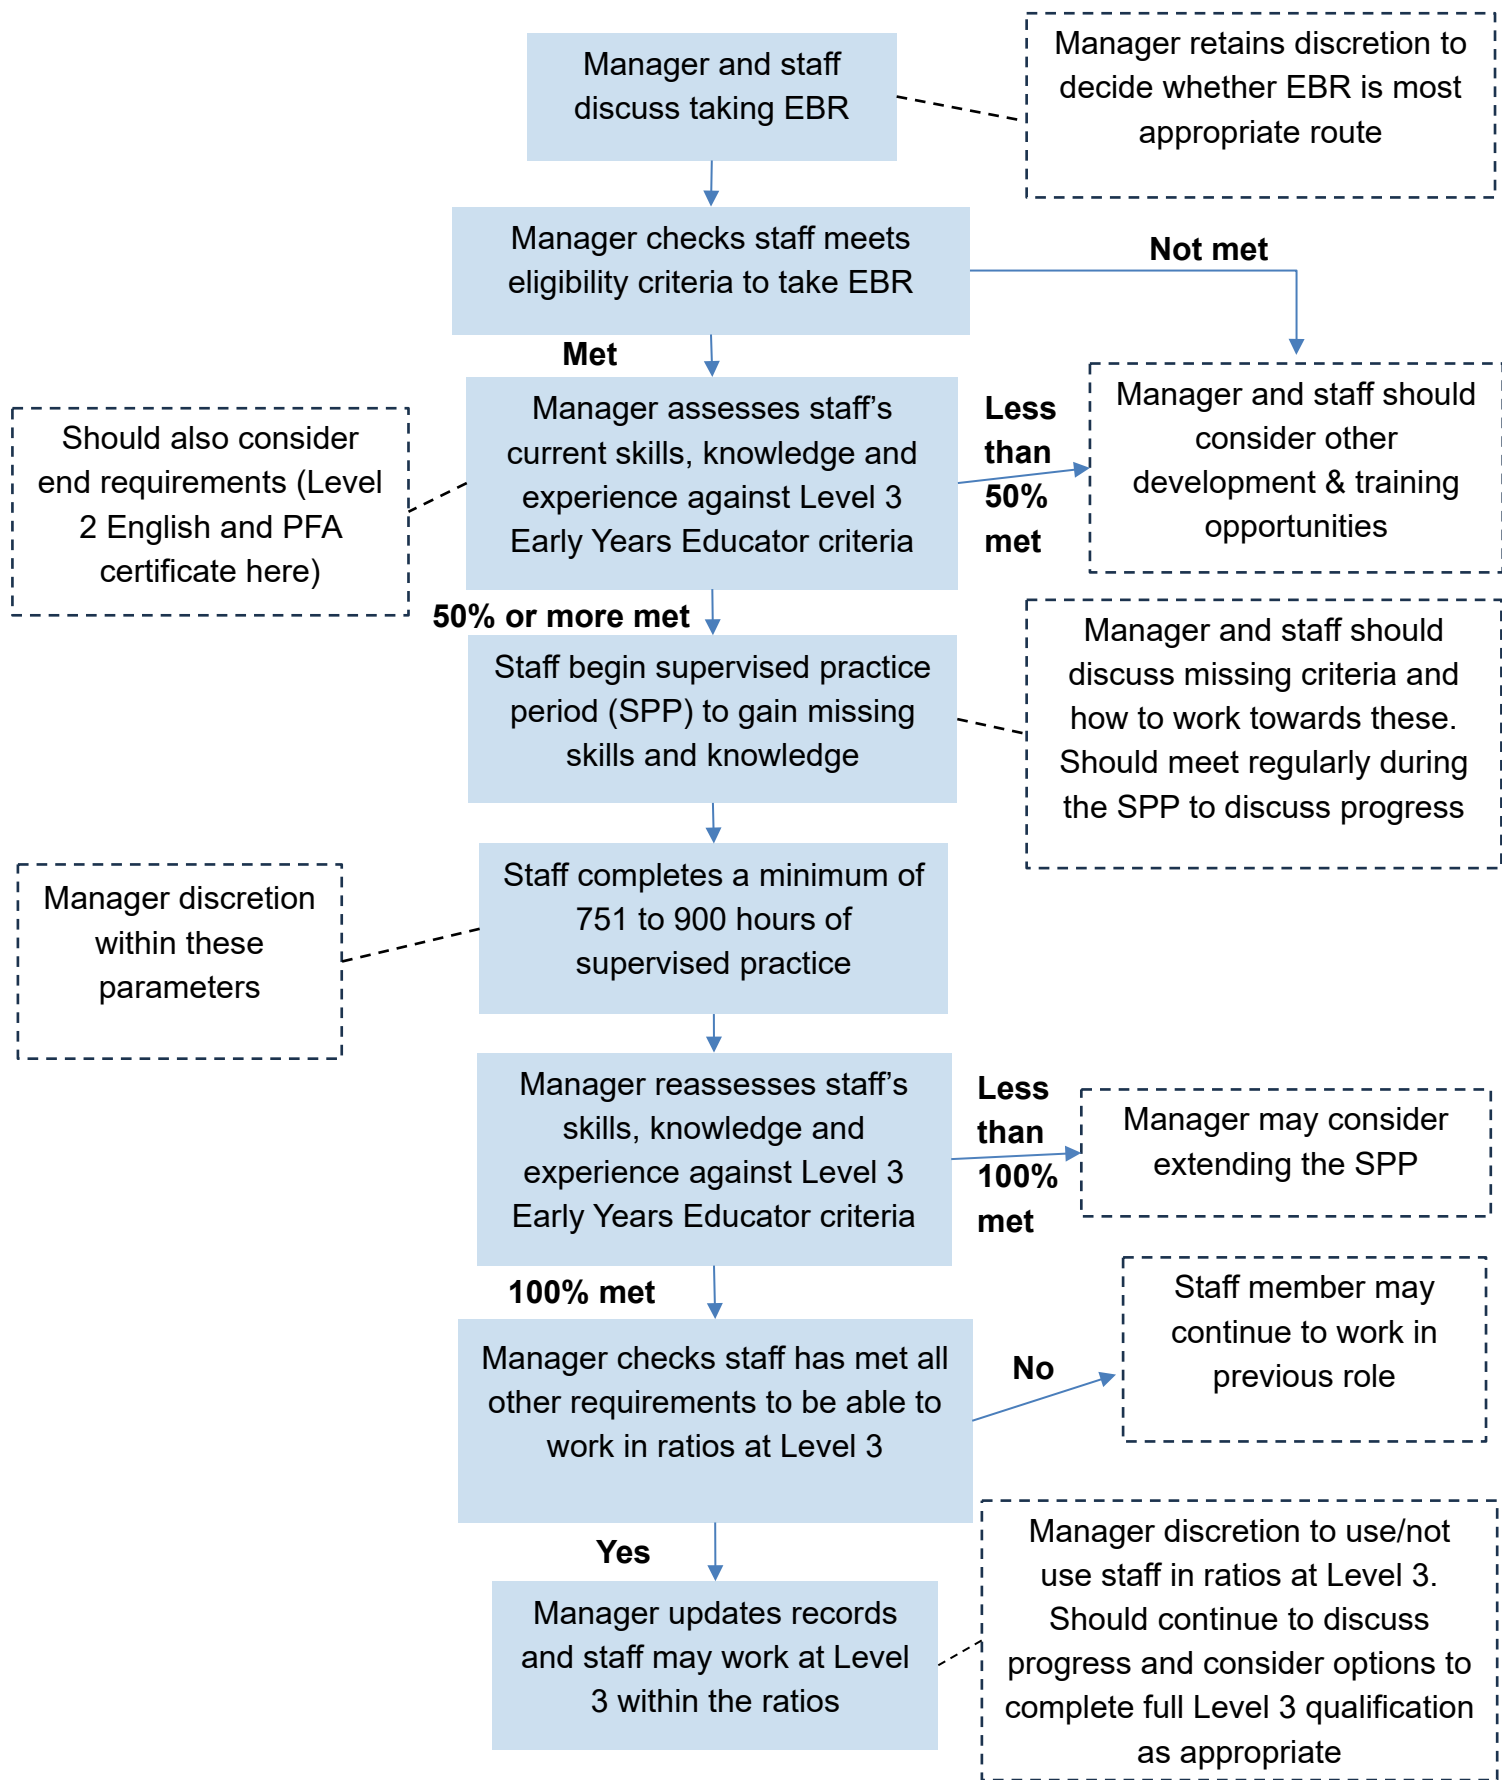 Manager and staff
discuss taking EBR
Manager retains discretion to
decide whether EBR is most
appropriate route
Manager checks staff meets
eligibility criteria to take EBR
Not met
Met
Manager assesses staff’s
current skills, knowledge and
experience against Level 3
Early Years Educator criteria
Should also consider
end requirements (Level
2 English and PFA
certificate here)
Less
than
50%
met
Manager and staff should
consider other
development & training
opportunities
50% or more met
Staff begin supervised practice
period (SPP) to gain missing
skills and knowledge
Manager and staff should
discuss missing criteria and
how to work towards these.
Should meet regularly during
the SPP to discuss progress
Staff completes a minimum of
751 to 900 hours of
supervised practice
Manager discretion
within these
parameters
Manager reassesses staff’s
skills, knowledge and
experience against Level 3
Early Years Educator criteria
Less
than
100%
met
Manager may consider
extending the SPP
100% met
Manager checks staff has met all
other requirements to be able to
work in ratios at Level 3
No
Staff member may
continue to work in
previous role
Yes
Manager updates records
and staff may work at Level
3 within the ratios
Manager discretion to use/not
use staff in ratios at Level 3.
Should continue to discuss
progress and consider options to
complete full Level 3 qualification
as appropriate